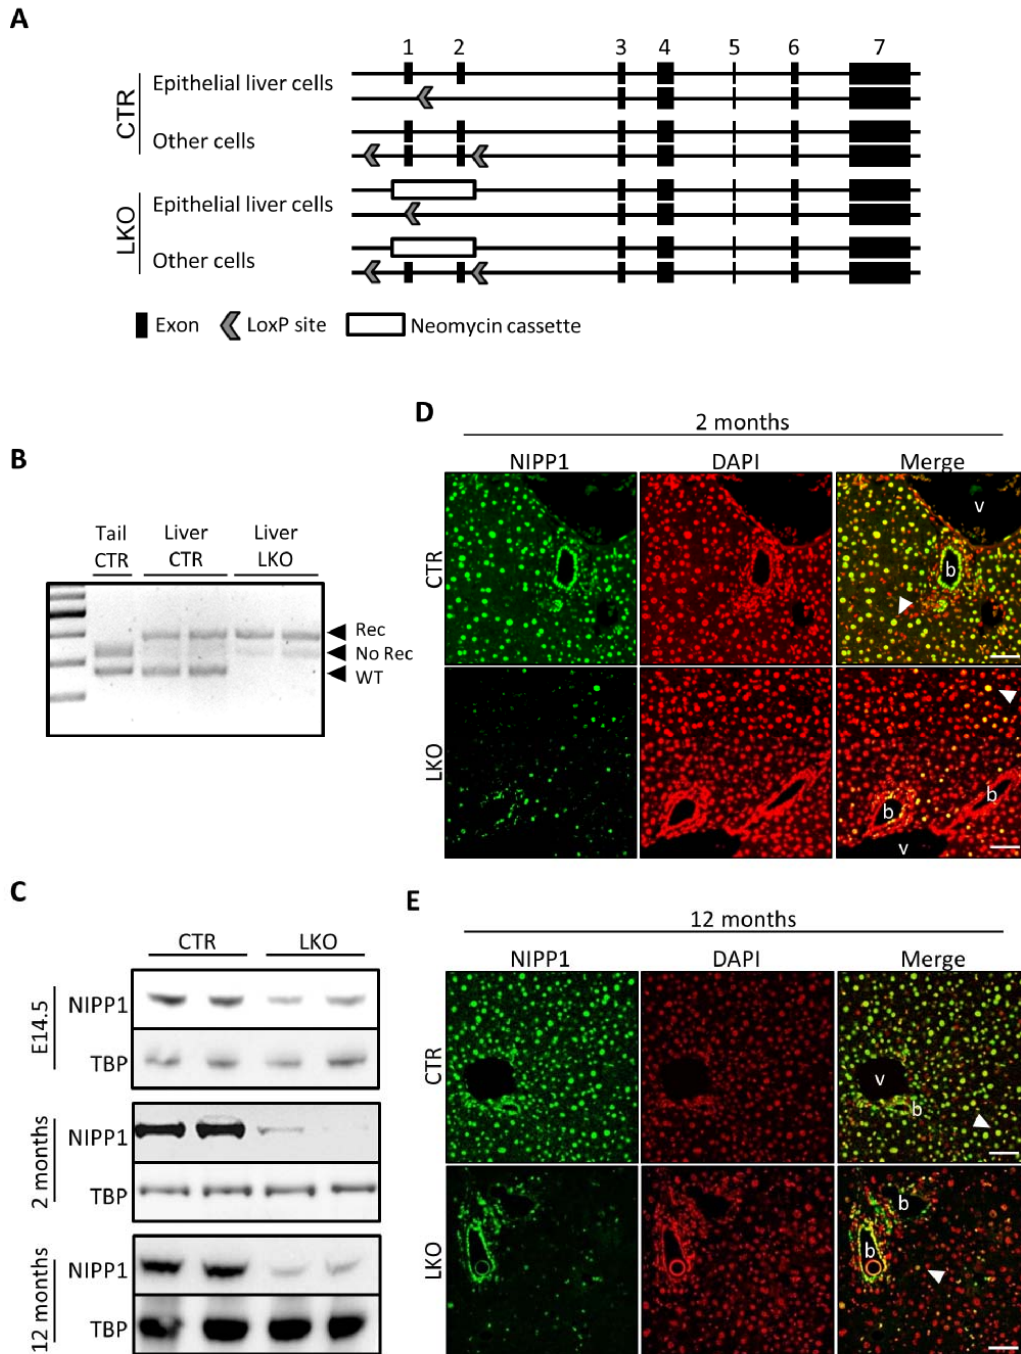 A
1 2 3 4 5 6 7
CTR
Epithelial liver cells
Other cells
LKO
Epithelial liver cells
Other cells
Exon LoxP site Neomycin cassette
B
Tail Liver Liver
CTR CTR LKO
Rec
No Rec
WT
C
CTR LKO
E14.5
NIPP1
TBP
2 months
NIPP1
TBP
12 months
NIPP1
TBP
D
2 months
NIPP1 DAPI Merge
CTR
v
b
LKO
b
b
v
E
12 months
NIPP1 DAPI Merge
CTR
v
b
LKO
b
b